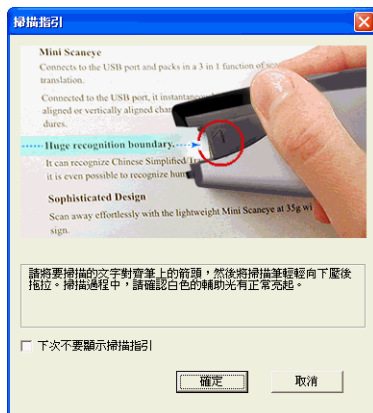 掃描指引
Mini Scaneye
Connects to the USB port and packs in a 3 in 1 function of
translation.
Connected to the USB port, it
aligned or vertically aligned
dures.
Huge recognition boundary.
It can recognize Chinese Simplified/
it is even possible to recognize
Sophisticated Design
Scan away effortlessly with the lightweight Mini Scaneye at 35g
sign.
請將要掃描的文字對齊筆上的箭頭，然後將掃描筆輕輕向下壓後
拖拉。掃描過程中，請確認白色的輔助光有正常亮起。
下次不要顯示掃描指引
確定
取消